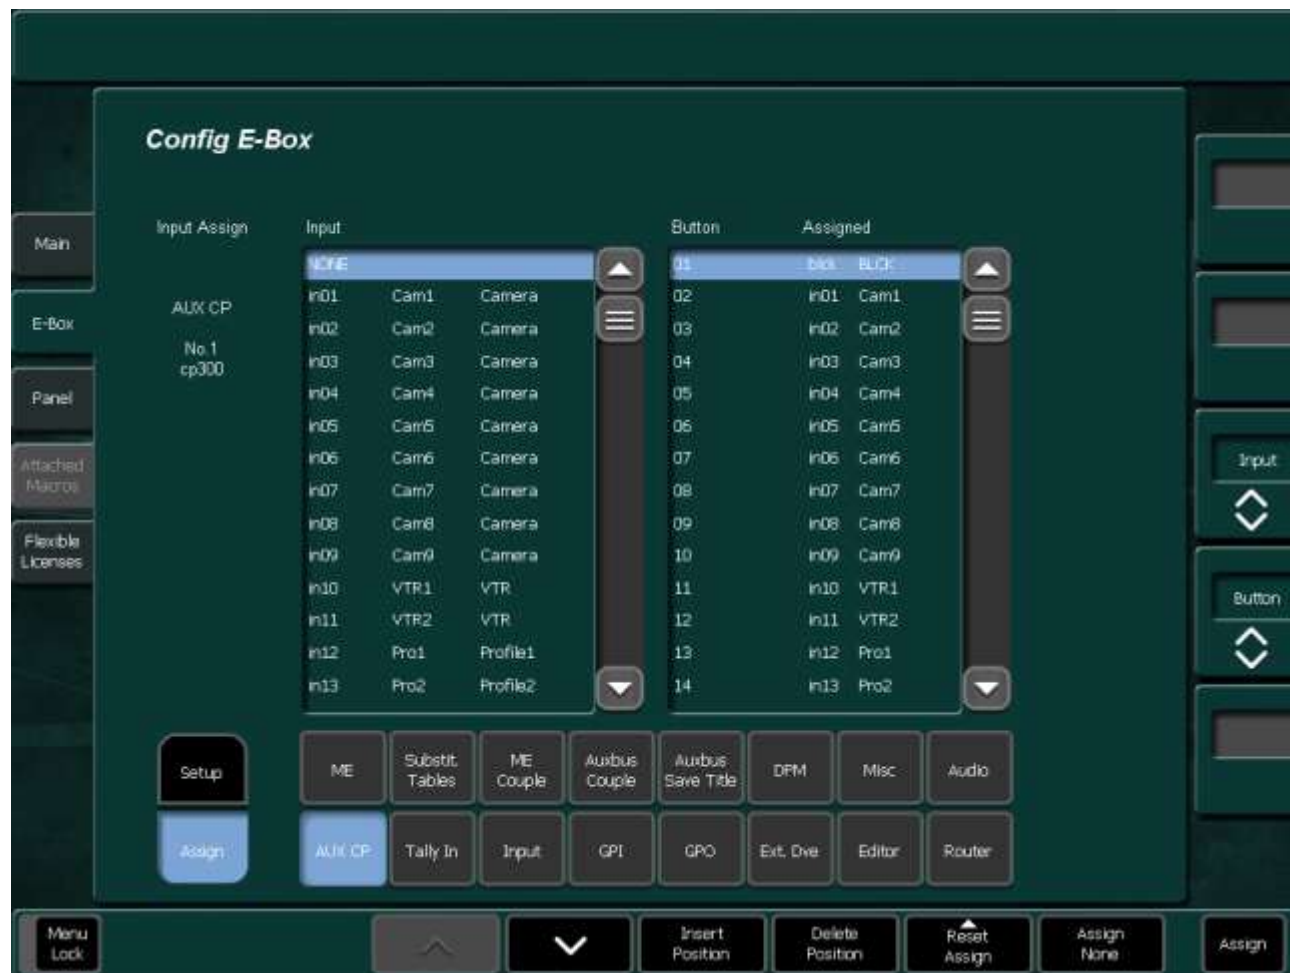 Config E-Box
Input Assign Input Button Assigned
Main
E-Box
Panel
Attached
Macros
Flexible
Licenses
AUX CP
No.1
cp300
NONE
in01 Cam1 Camera
in02 Cam2 Camera
in03 Cam3 Camera
in04 Cam4 Camera
in05 Cam5 Camera
in06 Cam6 Camera
in07 Cam7 Camera
in08 Cam8 Camera
in09 Cam9 Camera
in10 VTR1 VTR
in11 VTR2 VTR
in12 Pro1 Profile1
in13 Pro2 Profile2
01 blck BLCK
02 in01 Cam1
03 in02 Cam2
04 in03 Cam3
05 in04 Cam4
06 in05 Cam5
07 in06 Cam6
08 in07 Cam7
09 in08 Cam8
10 in09 Cam9
11 in10 VTR1
12 in11 VTR2
13 in12 Pro1
14 in13 Pro2
Input
Button
Setup
ME
Substit.
Tables
ME
Couple
Auxbus
Couple
Auxbus
Save Title
DPM
Misc
Audio
Assign
AUX CP
Tally In
Input
GPI
GPO
Ext. Dve
Editor
Router
Menu
Lock
Insert
Position
Delete
Position
Reset
Assign
Assign
None
Assign